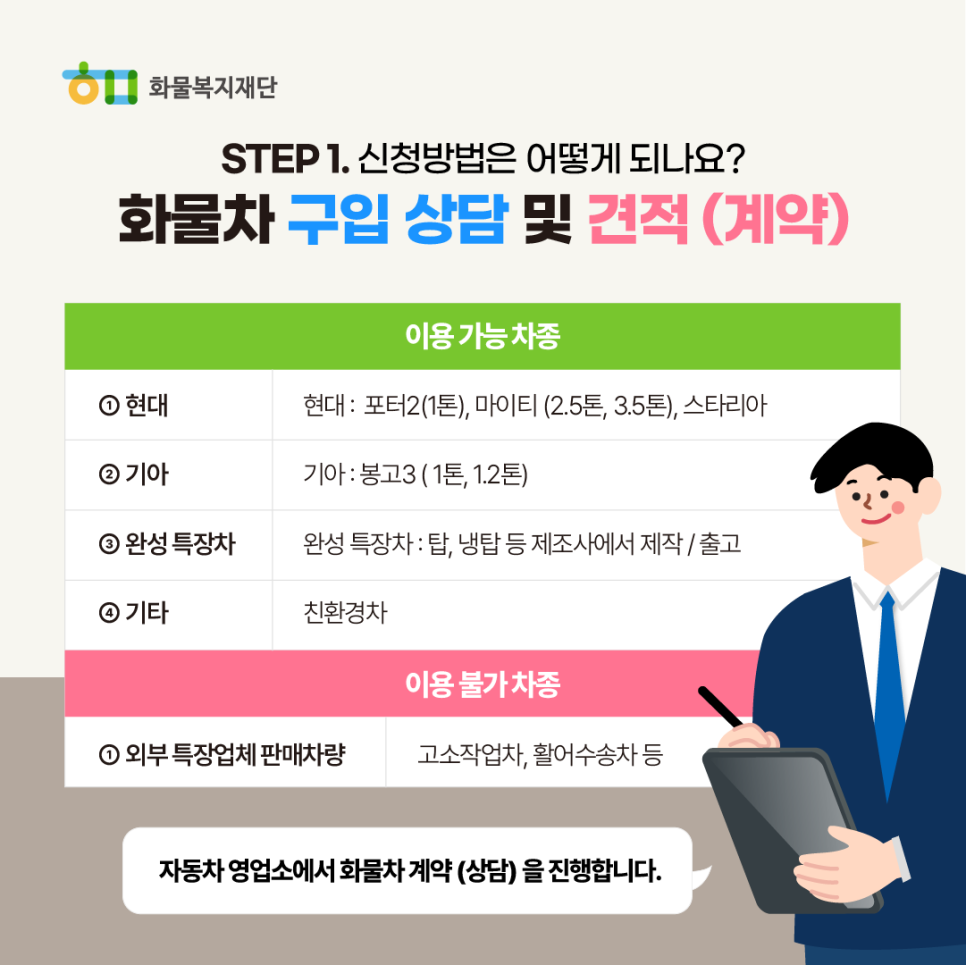 화물복지재단
STEP 1. 신청방법은 어떻게 되나요?
화물차 구입 상담 및 견적 (계약)
이용 가능 차종
① 현대 현대 : 포터2(1톤), 마이티 (2.5톤, 3.5톤), 스타리아
② 기아 기아 : 봉고3 ( 1톤, 1.2톤)
③ 완성 특장차 완성 특장차 : 탑, 냉탑 등 제조사에서 제작 / 출고
④ 기타 친환경차
이용 불가 차종
① 외부 특장업체 판매차량 고소작업차, 활어수송차 등
자동차 영업소에서 화물차 계약 (상담) 을 진행합니다.